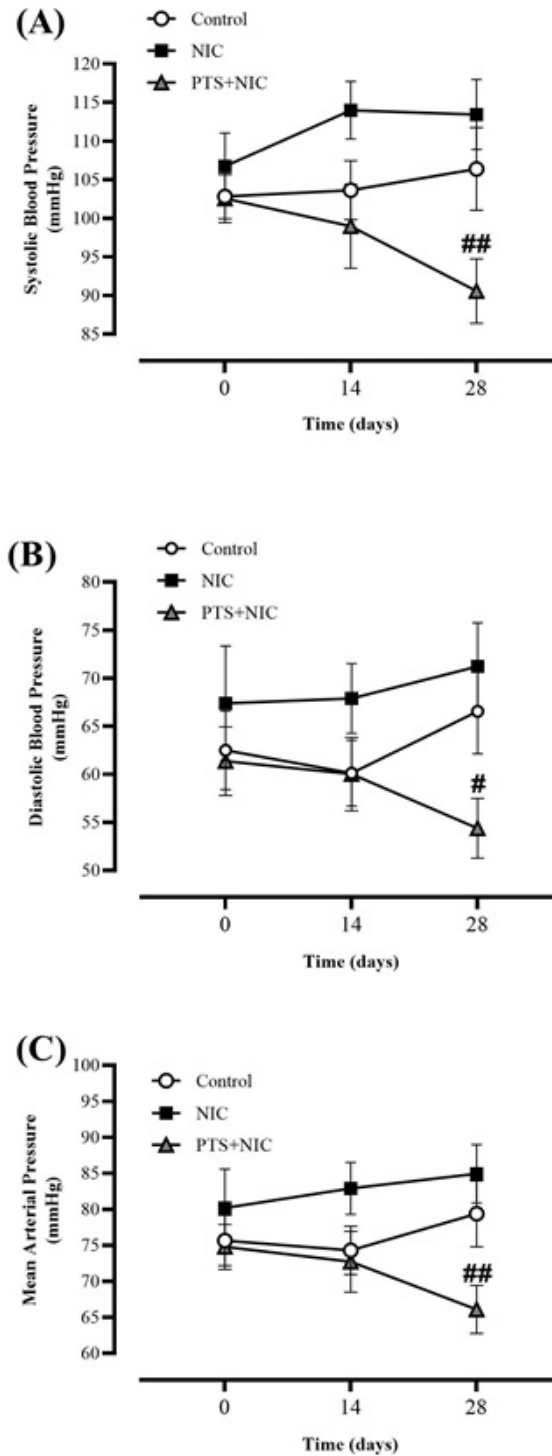 (A)
Control
NIC
PTS+NIC
Systolic Blood Pressure
(mmHg)
120
115
110
105
100
95
90
85
##
0 14 28
Time (days)
(B)
Control
NIC
PTS+NIC
Diastolic Blood Pressure
(mmHg)
80
75
70
65
60
55
50
#
0 14 28
Time (days)
(C)
Control
NIC
PTS+NIC
Mean Arterial Pressure
(mmHg)
100
95
90
85
80
75
70
65
60
##
0 14 28
Time (days)